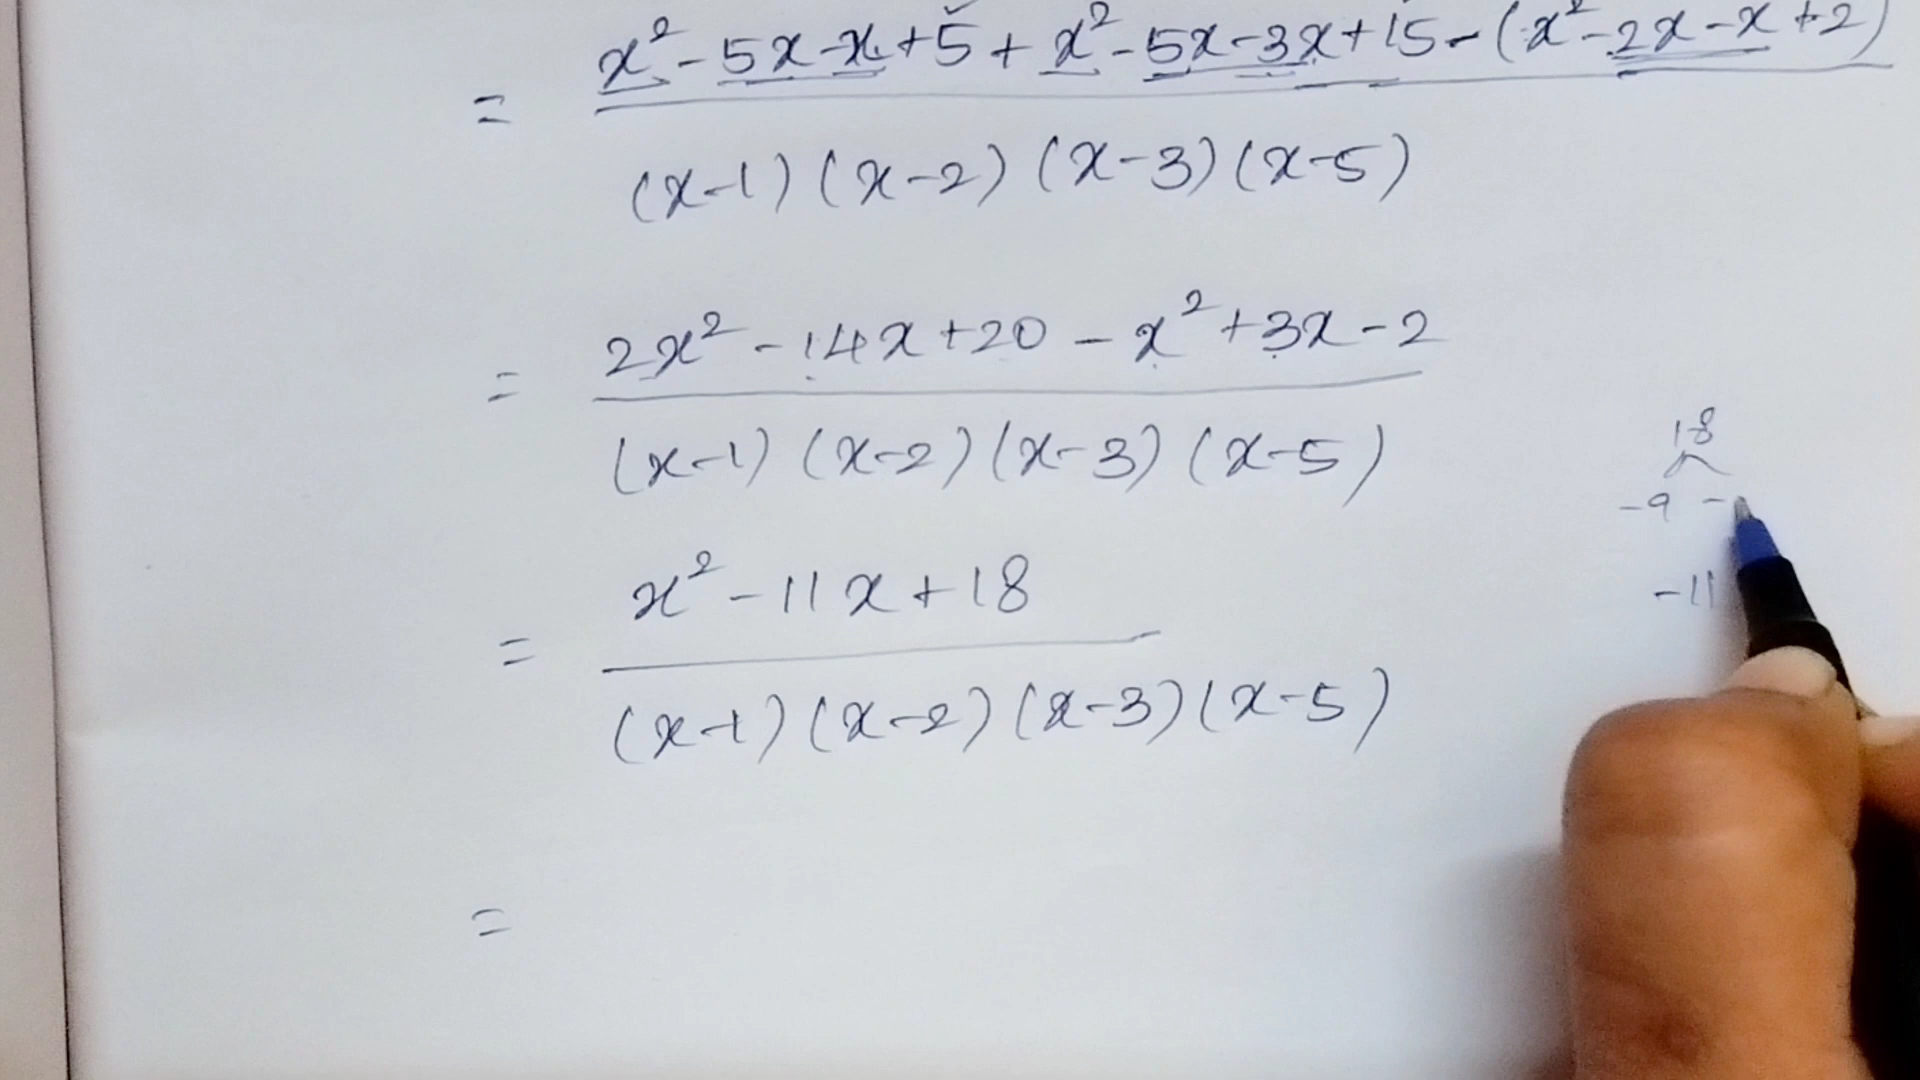 x² - 5x - x + 5 + x² - 5x - 3x + 15 - (x² - 2x - x + 2)
=
(x-1) (x-2) (x-3) (x-5)
2x² - 14x + 20 - x² + 3x - 2
=
(x-1) (x-2) (x-3) (x-5)
18
-9 -
-11
x² - 11x + 18
=
(x-1) (x-2) (x-3) (x-5)
=